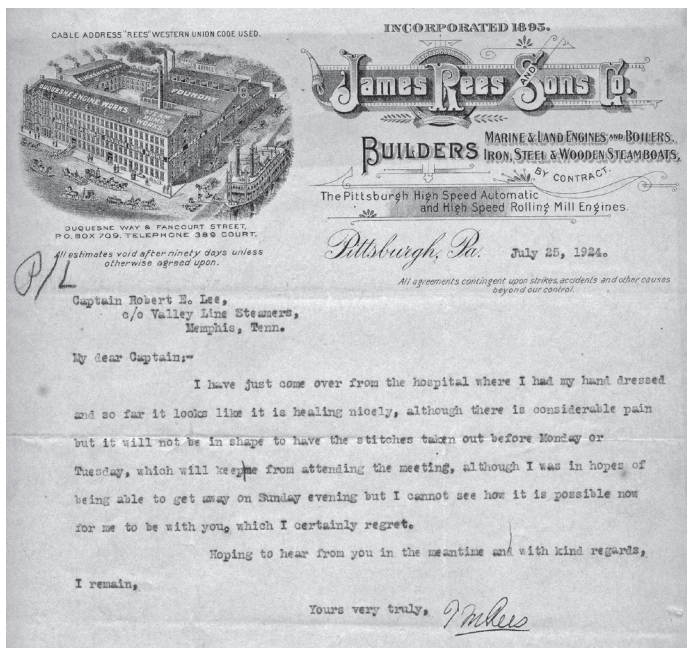 CABLE ADDRESS "REES" WESTERN UNION CODE USED.
INCORPORATED 1895.
James Rees AND Sons Co.
DUQUESNE ENGINE WORKS
FOUNDRY
BUILDERS
MARINE & LAND ENGINES AND BOILERS,
IRON, STEEL & WOODEN STEAMBOATS,
BY CONTRACT.
The Pittsburgh High Speed Automatic
and High Speed Rolling Mill Engines.
DUQUESNE WAY & FANCOURT STREET,
P.O. BOX 709. TELEPHONE 389 COURT.
All estimates void after ninety days unless
otherwise agreed upon.
Pittsburgh, Pa. July 25, 1924.
All agreements contingent upon strikes, accidents and other causes
beyond our control.
P/L
Captain Robert E. Lee,
c/o Valley Line Steamers,
Memphis, Tenn.
My dear Captain;-
I have just come over from the hospital where I had my hand dressed
and so far it looks like it is healing nicely, although there is considerable pain
but it will not be in shape to have the stitches taken out before Monday or
Tuesday, which will keep me from attending the meeting, although I was in hopes of
being able to get away on Sunday evening but I cannot see how it is possible now
for me to be with you, which I certainly regret.
Hoping to hear from you in the meantime and with kind regards,
I remain,
Yours very truly, T M Rees